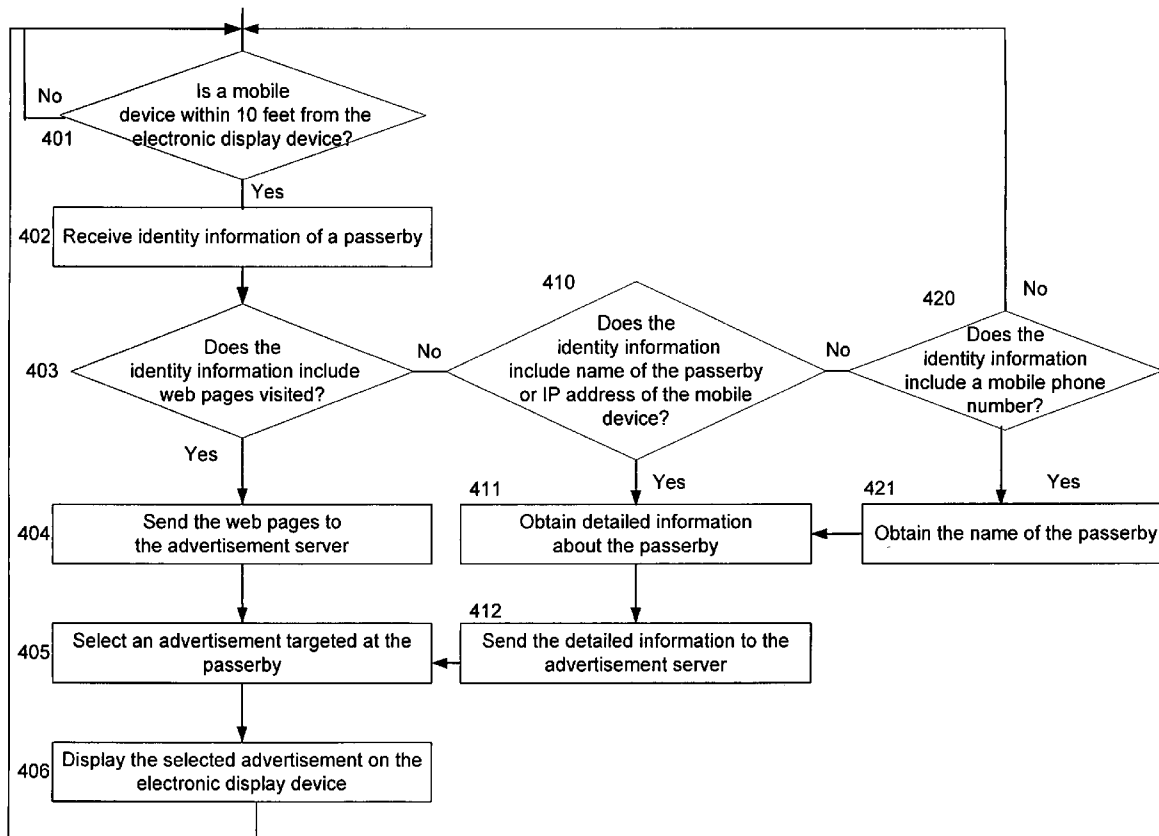 Is a mobile
device within 10 feet from the
electronic display device?
No
401
Yes
402
Receive identity information of a passerby
403
Does the
identity information include
web pages visited?
No
Yes
410
Does the
identity information
include name of the passerby
or IP address of the mobile
device?
No
Yes
420
No
Does the
identity information
include a mobile phone
number?
Yes
404
Send the web pages to
the advertisement server
411
Obtain detailed information
about the passerby
421
Obtain the name of the passerby
405
Select an advertisement targeted at the
passerby
412
Send the detailed information to the
advertisement server
406
Display the selected advertisement on the
electronic display device